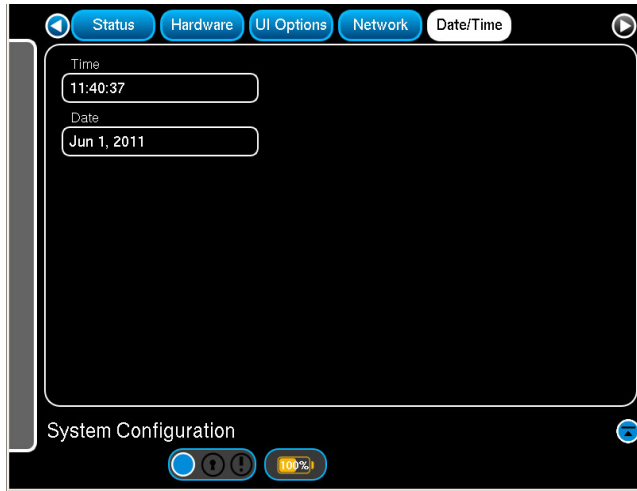 Status Hardware UI Options Network Date/Time
Time
11:40:37
Date
Jun 1, 2011
System Configuration
100%